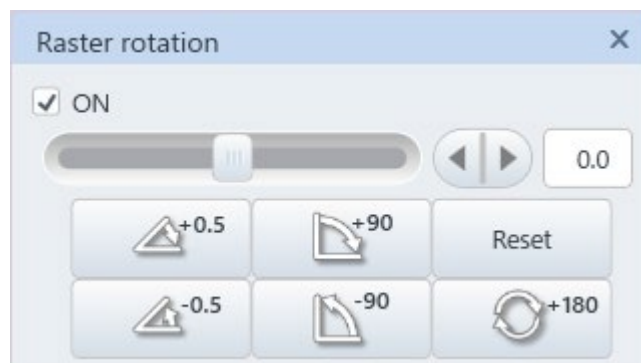 Raster rotation
ON
0.0
+0.5 +90 Reset
-0.5 -90 +180